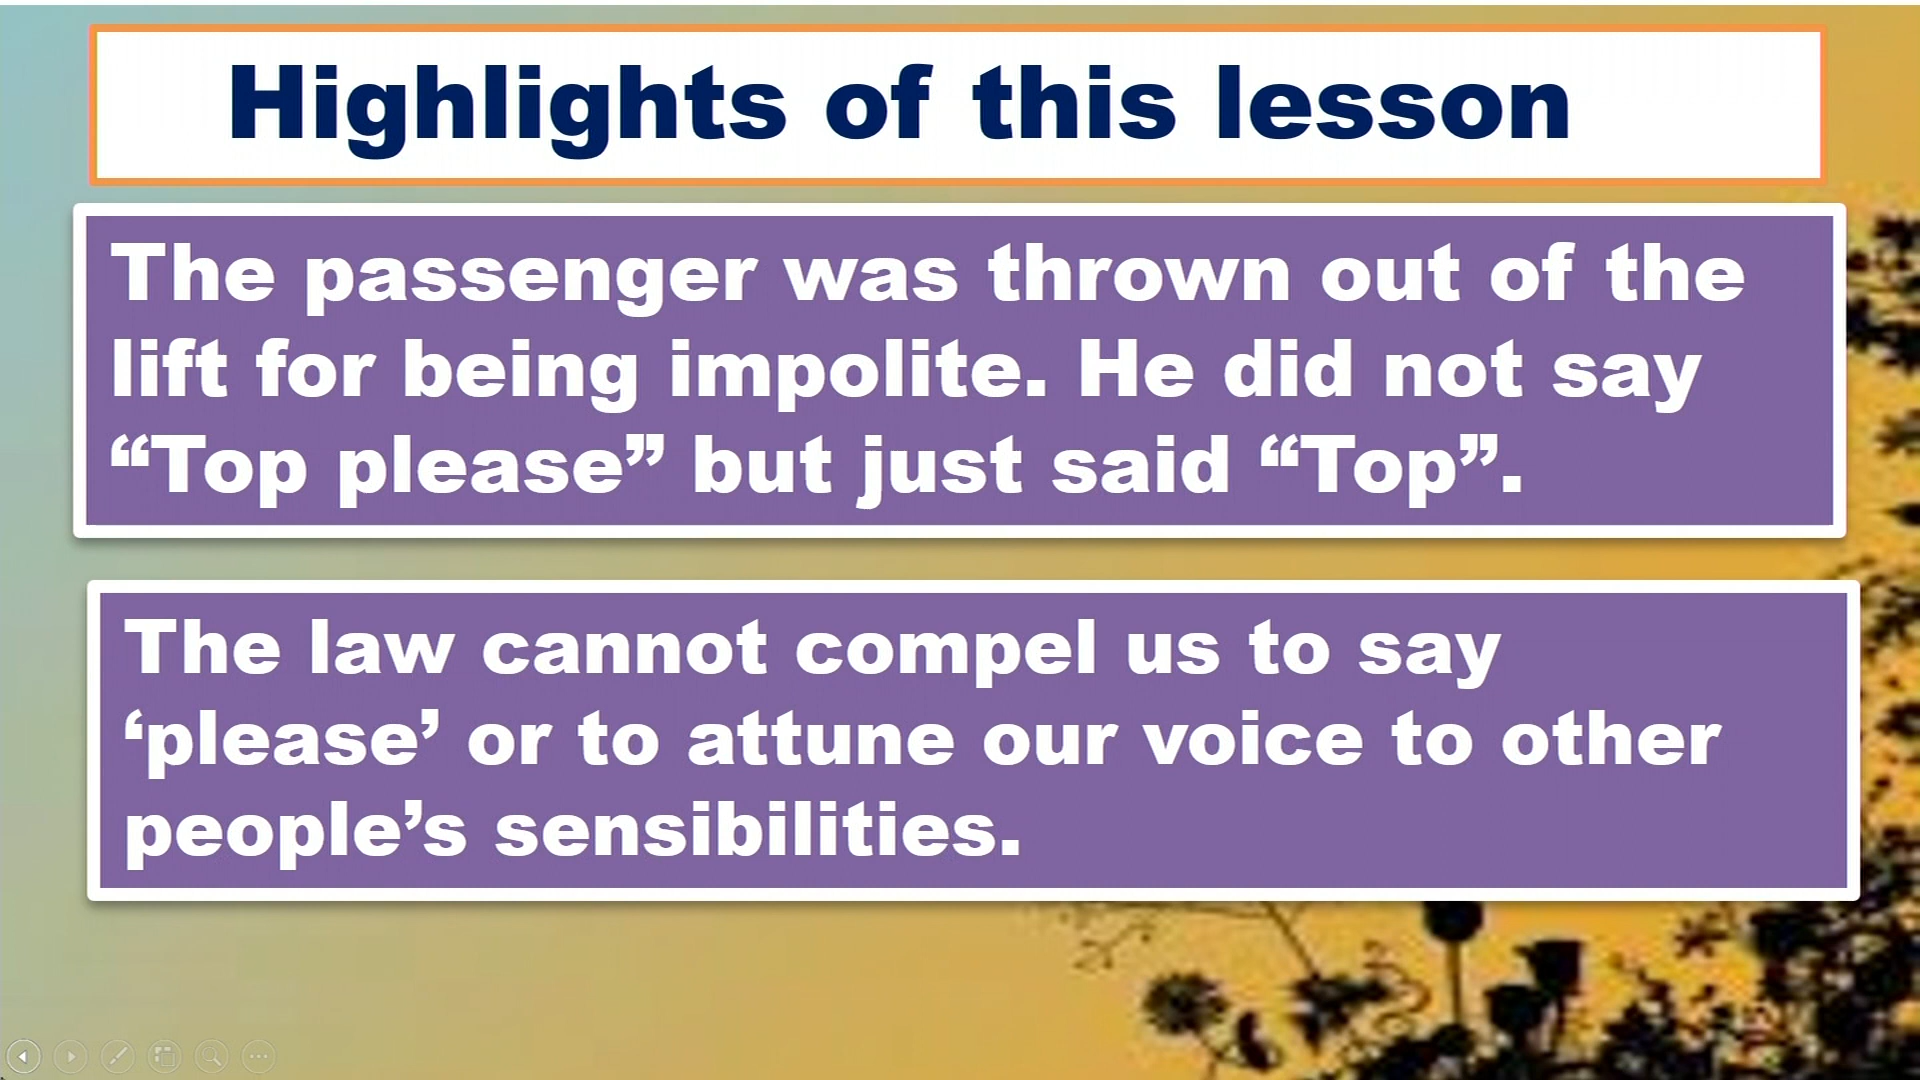 Highlights of this lesson
The passenger was thrown out of the
lift for being impolite. He did not say
“Top please” but just said “Top”.
The law cannot compel us to say
‘please’ or to attune our voice to other
people’s sensibilities.